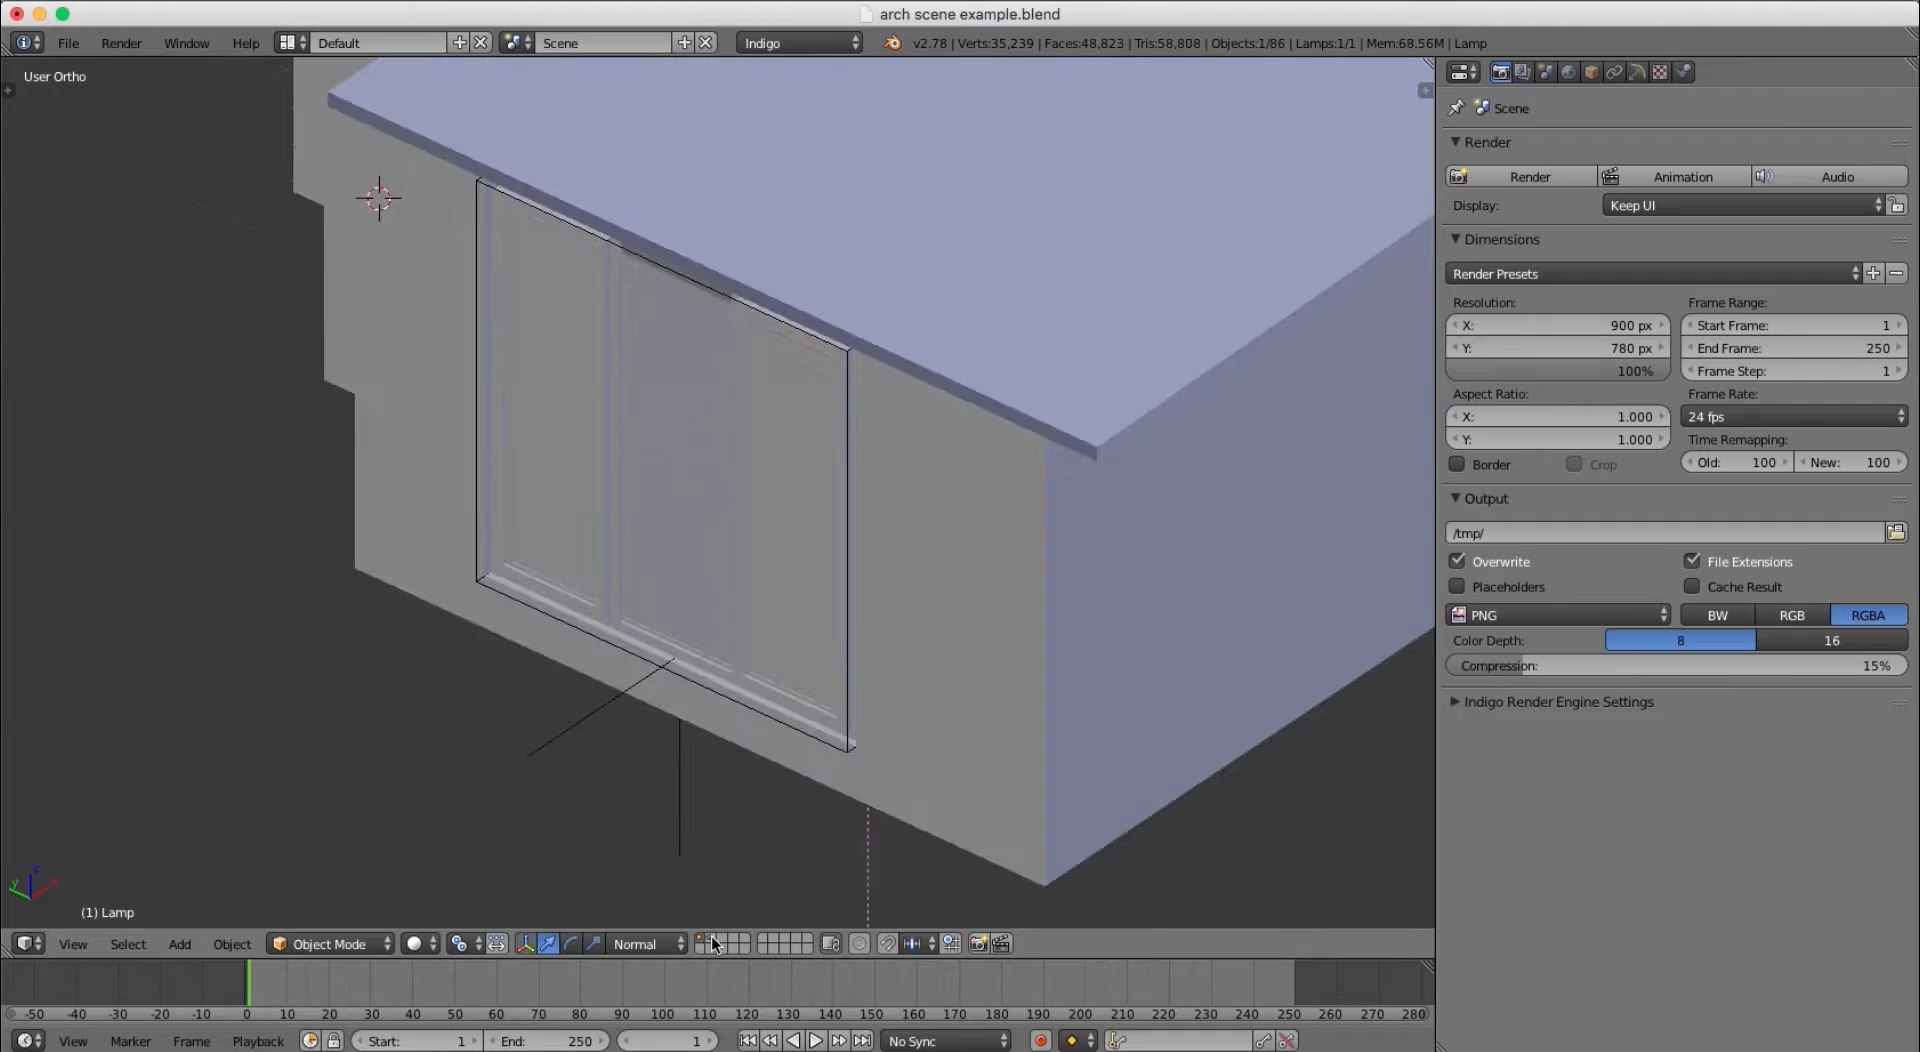 arch scene example.blend
File Render Window Help Default Scene Indigo v2.78 | Verts:35,239 | Faces:48,823 | Tris:58,808 | Objects:1/86 | Lamps:1/1 | Mem:68.56M | Lamp
User Ortho
Scene
Render
Render Animation Audio
Display: Keep UI
Dimensions
Render Presets
Resolution: Frame Range:
X: 900 px Start Frame: 1
Y: 780 px End Frame: 250
100% Frame Step: 1
Aspect Ratio: Frame Rate:
X: 1.000 24 fps
Y: 1.000 Time Remapping:
Border Crop Old: 100 New: 100
Output
/tmp/
Overwrite File Extensions
Placeholders Cache Result
PNG BW RGB RGBA
Color Depth: 8 16
Compression: 15%
Indigo Render Engine Settings
z
y
(1) Lamp
View Select Add Object Object Mode Normal
-50 -40 -30 -20 -10 0 10 20 30 40 50 60 70 80 90 100 110 120 130 140 150 160 170 180 190 200 210 220 230 240 250 260 270 280
View Marker Frame Playback Start: 1 End: 250 1 No Sync